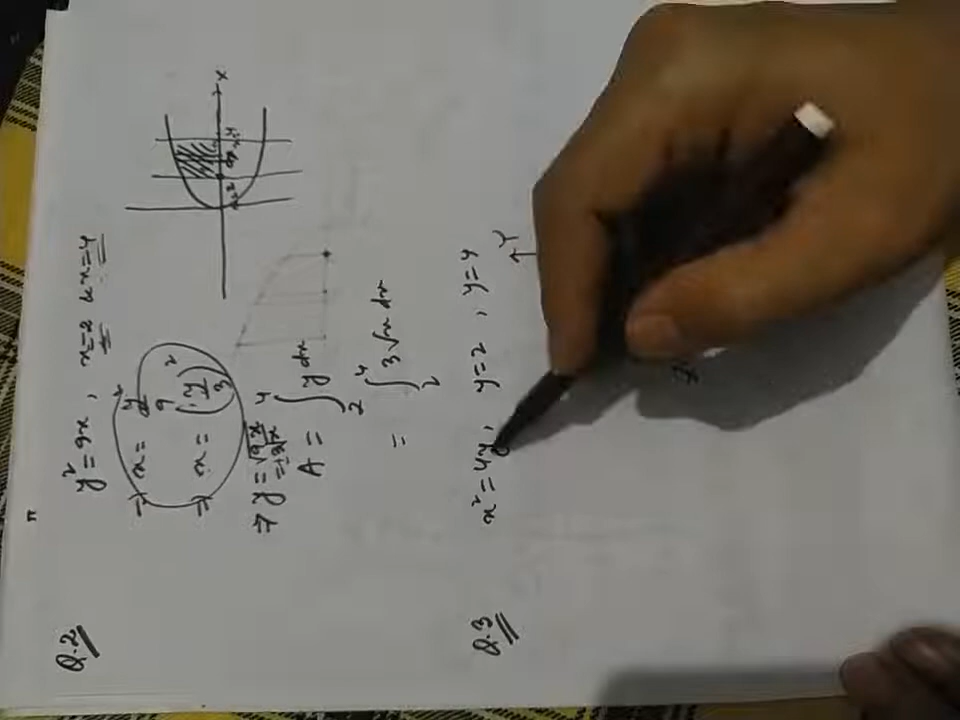 Q.2
y² = 9x, x=2 & x=4
⇒ x = y²/9
⇒ x = (y/3)²
⇒ y = √9x
= 3√x
A = ∫₂⁴ y dx
= ∫₂⁴ 3√x dx
X
Q.3
x² = 4y, y=2, y=4
Y